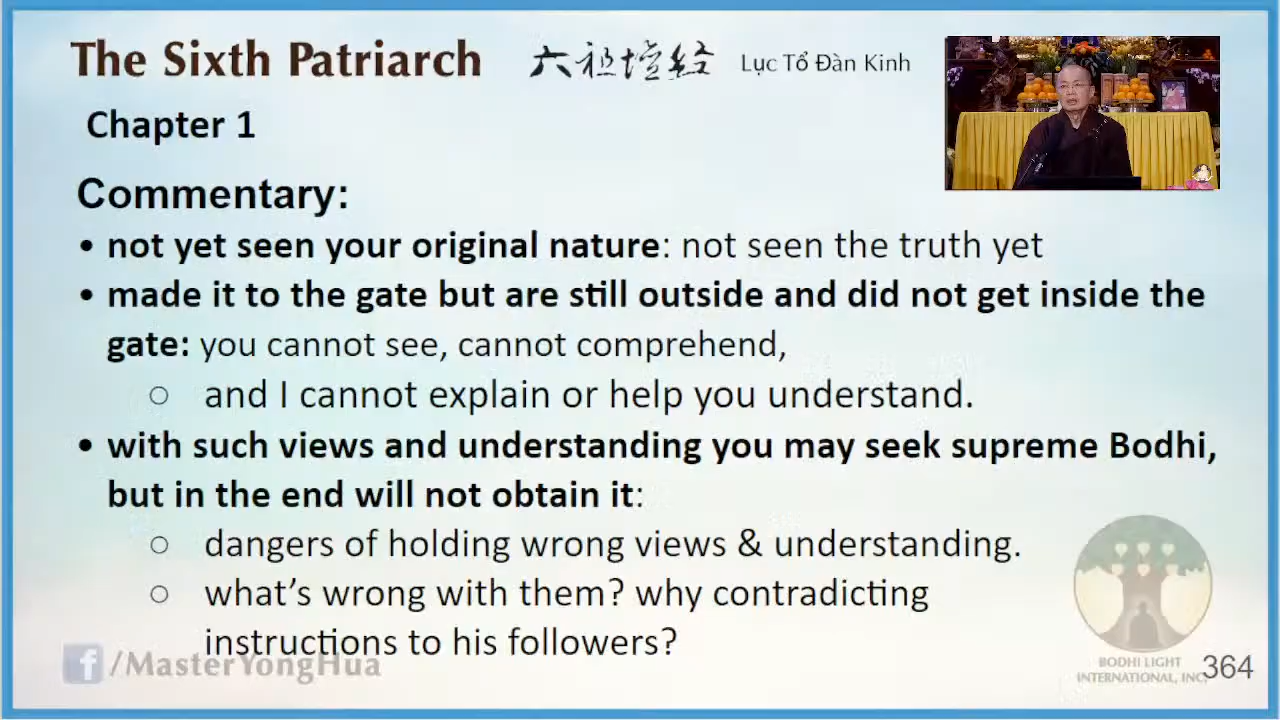 The Sixth Patriarch 六祖壇経 Lục Tổ Đàn Kinh
Chapter 1
Commentary:
• not yet seen your original nature: not seen the truth yet
• made it to the gate but are still outside and did not get inside the
gate: you cannot see, cannot comprehend,
○ and I cannot explain or help you understand.
• with such views and understanding you may seek supreme Bodhi,
but in the end will not obtain it:
○ dangers of holding wrong views & understanding.
○ what's wrong with them? why contradicting
instructions to his followers?
f /MasterYongHua
BODHI LIGHT
INTERNATIONAL, INC.
364